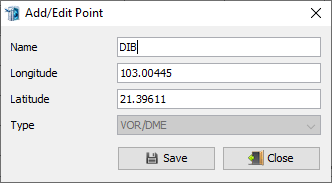 Add/Edit Point
Name DIB
Longitude 103.00445
Latitude 21.39611
Type VOR/DME
Save Close